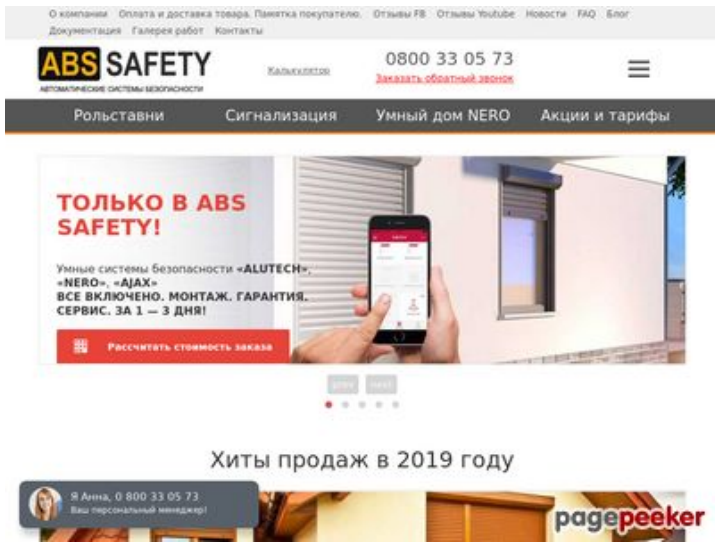 О компании Оплата и доставка товара. Памятка покупателю. Отзывы FB Отзывы Youtube Новости FAQ Блог
Документация Галерея работ Контакты
ABS SAFETY
АВТОМАТИЧЕСКИЕ СИСТЕМЫ БЕЗОПАСНОСТИ
Калькулятор
0800 33 05 73
Заказать обратный звонок
Рольставни Сигнализация Умный дом NERO Акции и тарифы
ТОЛЬКО В ABS
SAFETY!
Умные системы безопасности «ALUTECH»,
«NERO», «AJAX»
ВСЕ ВКЛЮЧЕНО. МОНТАЖ. ГАРАНТИЯ.
СЕРВИС. ЗА 1 — 3 ДНЯ!
Рассчитать стоимость заказа
prev next
Хиты продаж в 2019 году
Я Анна, 0 800 33 05 73
Ваш персональный менеджер!
pagepeeker